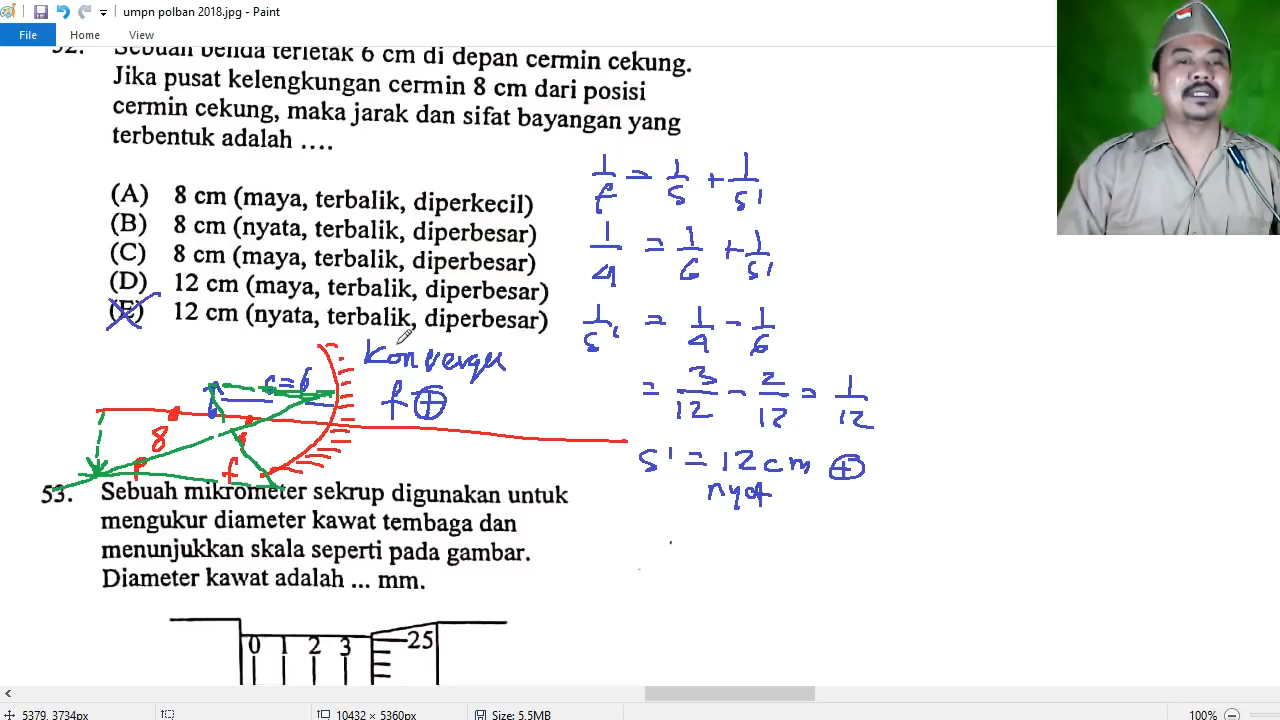 umpn polban 2018.jpg - Paint
File Home View
52. Sebuah benda terletak 6 cm di depan cermin cekung.
Jika pusat kelengkungan cermin 8 cm dari posisi
cermin cekung, maka jarak dan sifat bayangan yang
terbentuk adalah ....
(A) 8 cm (maya, terbalik, diperkecil)
(B) 8 cm (nyata, terbalik, diperbesar)
(C) 8 cm (maya, terbalik, diperbesar)
(D) 12 cm (maya, terbalik, diperbesar)
(E) 12 cm (nyata, terbalik, diperbesar)
1/f = 1/s + 1/s'
1/4 = 1/6 + 1/s'
1/s' = 1/4 - 1/6
= 3/12 - 2/12 = 1/12
s' = 12 cm ⊕
nyat
f ⊕
8
f
53. Sebuah mikrometer sekrup digunakan untuk
mengukur diameter kawat tembaga dan
menunjukkan skala seperti pada gambar.
Diameter kawat adalah ... mm.
0 1 2 3 25
5379, 3734px 10432 × 5360px Size: 5.5MB 100%